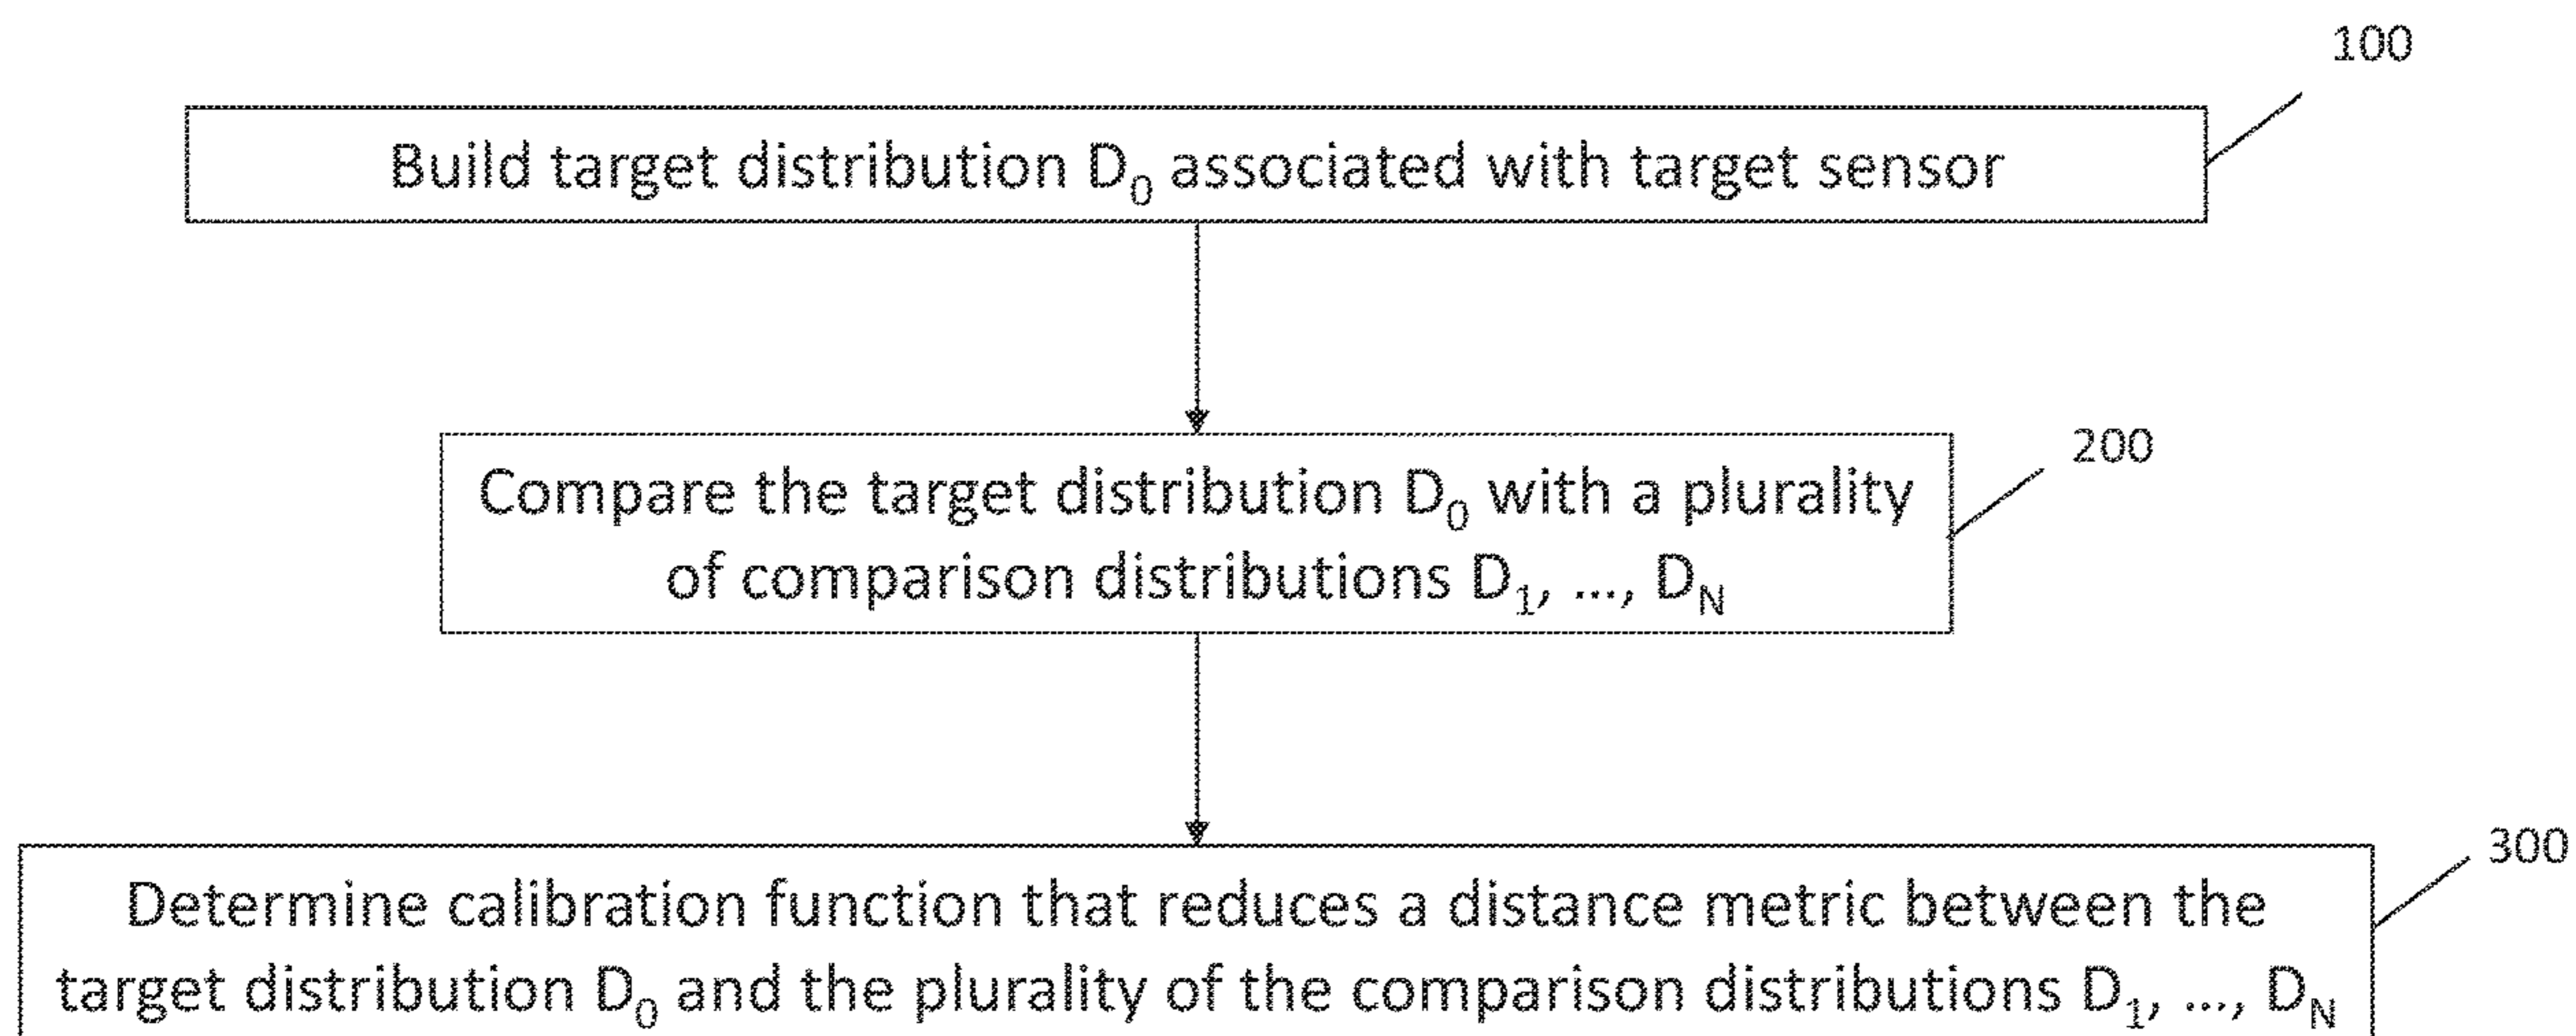 100
Build target distribution D₀ associated with target sensor
200
Compare the target distribution D₀ with a plurality
of comparison distributions D₁, ..., D_N
300
Determine calibration function that reduces a distance metric between the
target distribution D₀ and the plurality of the comparison distributions D₁, ..., D_N